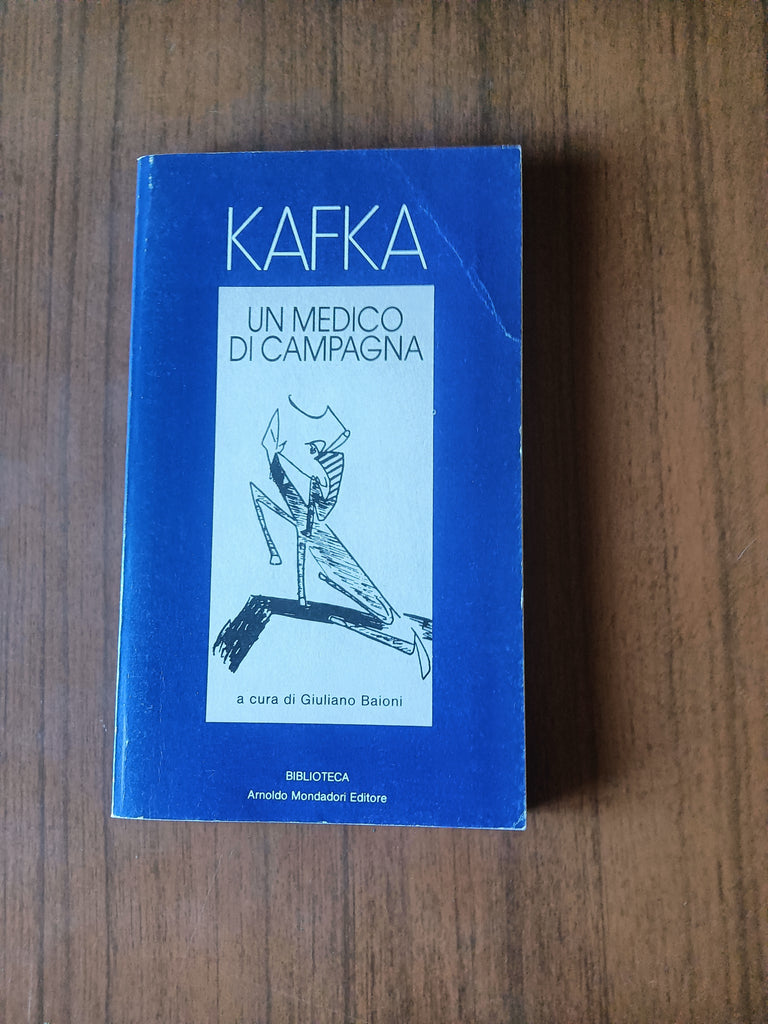 KAFKA
UN MEDICO
DI CAMPAGNA
a cura di Giuliano Baioni
BIBLIOTECA
Arnoldo Mondadori Editore